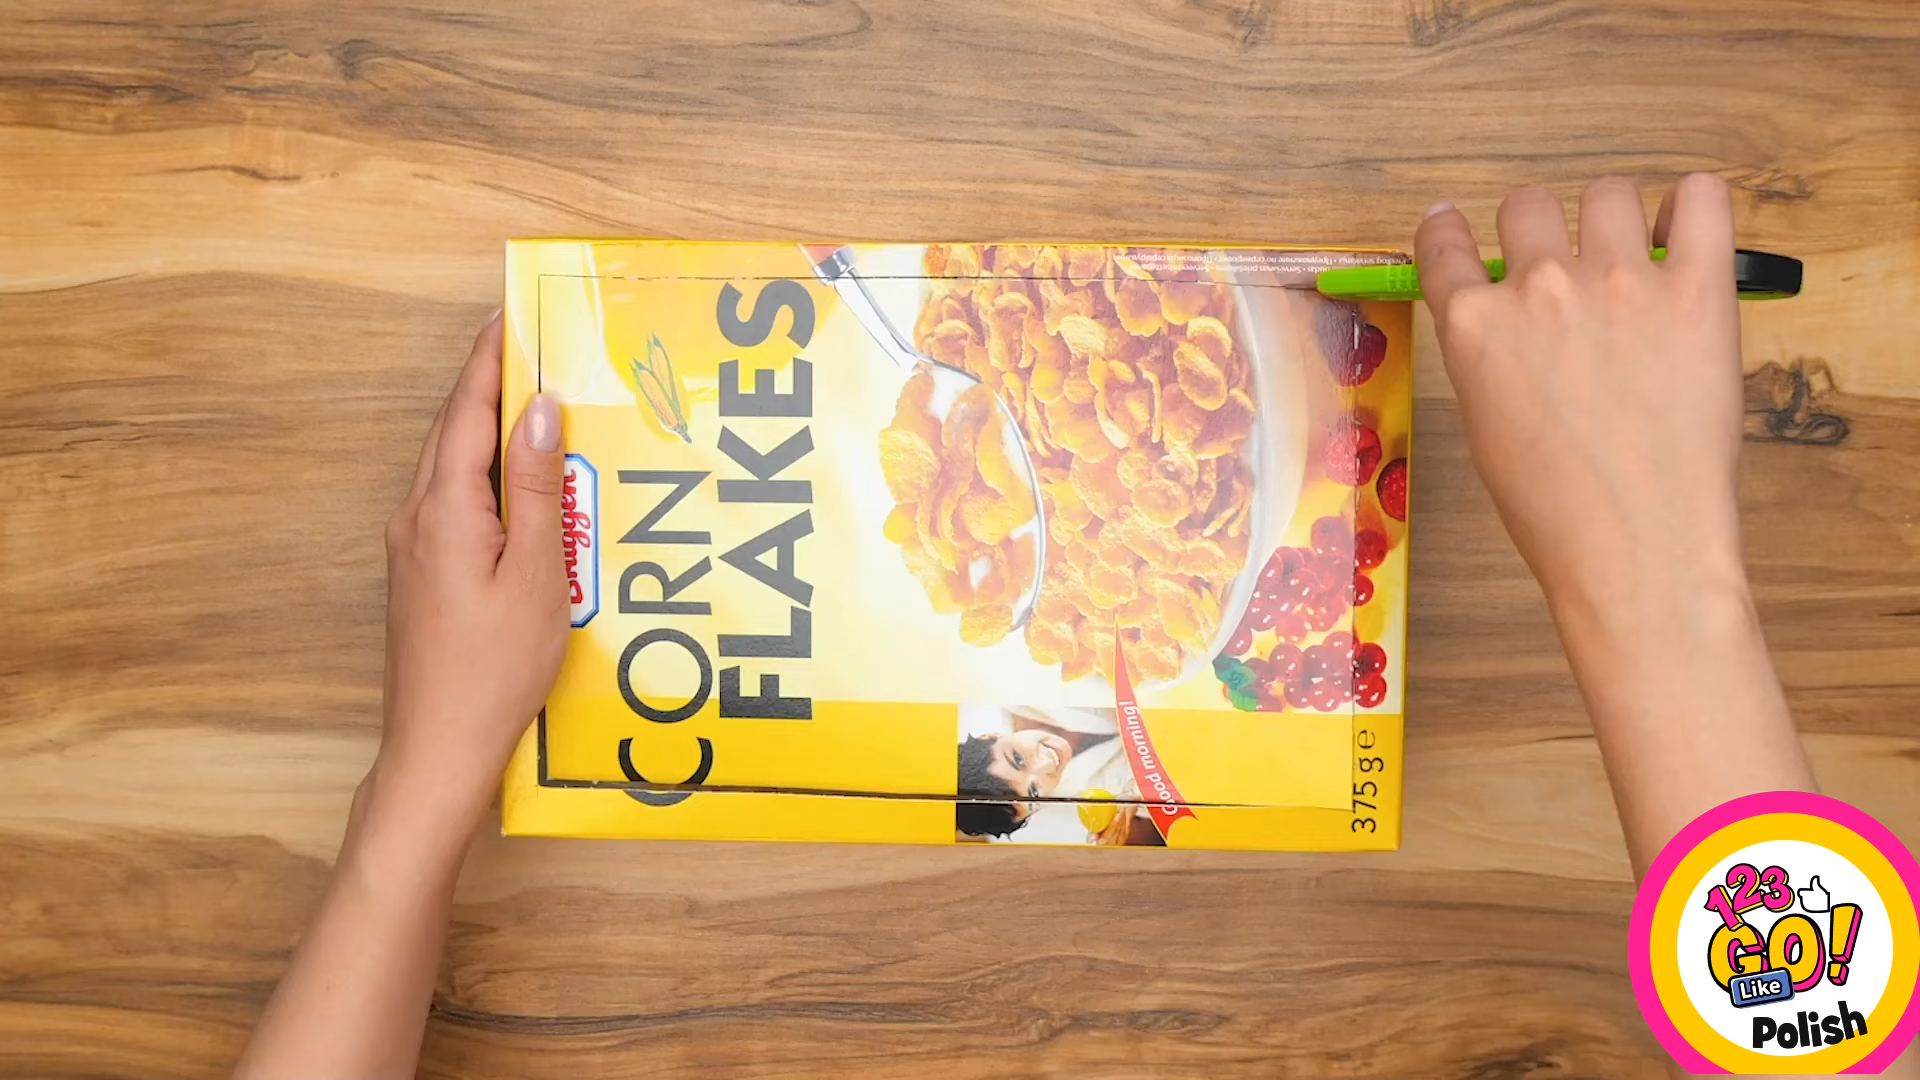 Brüggen
CORN
FLAKES
Good morning!
375 g e
123
GO!
Like
Polish